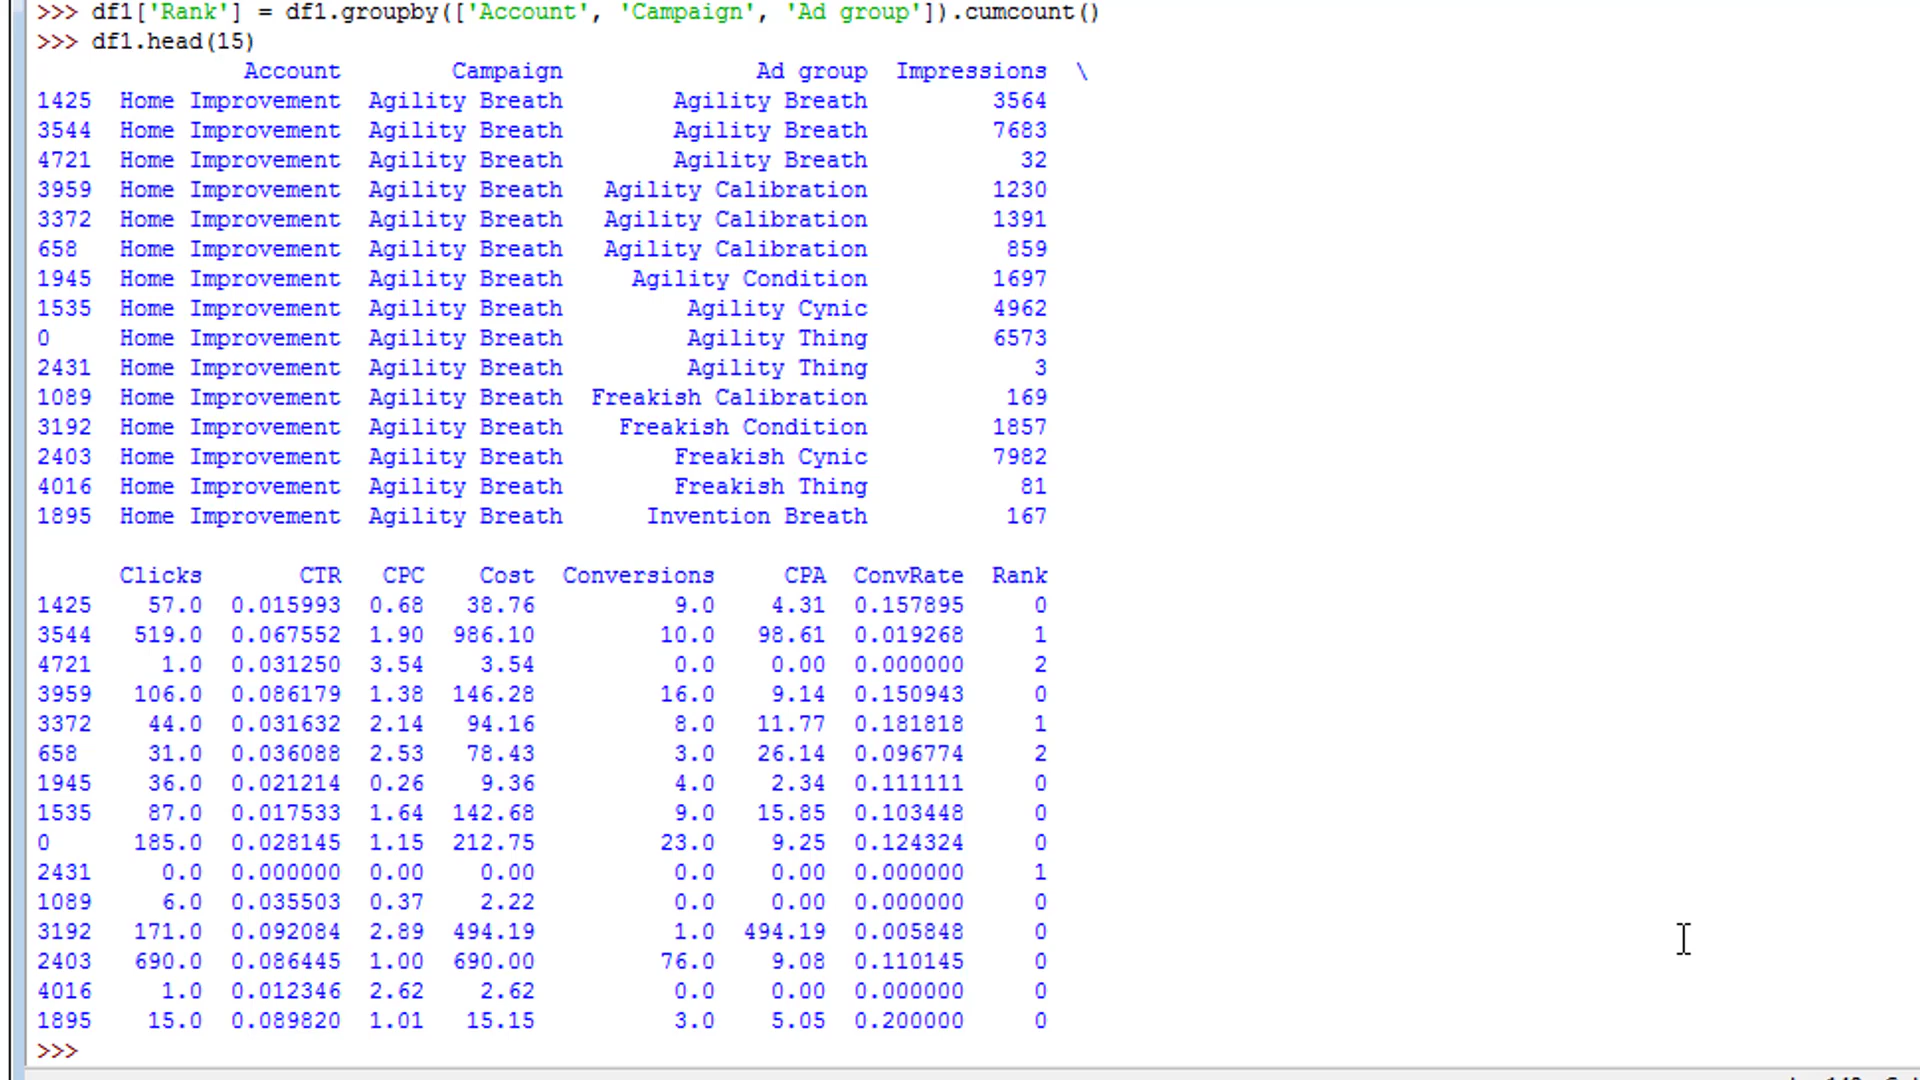 >>> df1['Rank'] = df1.groupby(['Account', 'Campaign', 'Ad group']).cumcount()
>>> df1.head(15)
Account Campaign Ad group Impressions \
1425 Home Improvement Agility Breath Agility Breath 3564
3544 Home Improvement Agility Breath Agility Breath 7683
4721 Home Improvement Agility Breath Agility Breath 32
3959 Home Improvement Agility Breath Agility Calibration 1230
3372 Home Improvement Agility Breath Agility Calibration 1391
658 Home Improvement Agility Breath Agility Calibration 859
1945 Home Improvement Agility Breath Agility Condition 1697
1535 Home Improvement Agility Breath Agility Cynic 4962
0 Home Improvement Agility Breath Agility Thing 6573
2431 Home Improvement Agility Breath Agility Thing 3
1089 Home Improvement Agility Breath Freakish Calibration 169
3192 Home Improvement Agility Breath Freakish Condition 1857
2403 Home Improvement Agility Breath Freakish Cynic 7982
4016 Home Improvement Agility Breath Freakish Thing 81
1895 Home Improvement Agility Breath Invention Breath 167
Clicks CTR CPC Cost Conversions CPA ConvRate Rank
1425 57.0 0.015993 0.68 38.76 9.0 4.31 0.157895 0
3544 519.0 0.067552 1.90 986.10 10.0 98.61 0.019268 1
4721 1.0 0.031250 3.54 3.54 0.0 0.00 0.000000 2
3959 106.0 0.086179 1.38 146.28 16.0 9.14 0.150943 0
3372 44.0 0.031632 2.14 94.16 8.0 11.77 0.181818 1
658 31.0 0.036088 2.53 78.43 3.0 26.14 0.096774 2
1945 36.0 0.021214 0.26 9.36 4.0 2.34 0.111111 0
1535 87.0 0.017533 1.64 142.68 9.0 15.85 0.103448 0
0 185.0 0.028145 1.15 212.75 23.0 9.25 0.124324 0
2431 0.0 0.000000 0.00 0.00 0.0 0.00 0.000000 1
1089 6.0 0.035503 0.37 2.22 0.0 0.00 0.000000 0
3192 171.0 0.092084 2.89 494.19 1.0 494.19 0.005848 0
2403 690.0 0.086445 1.00 690.00 76.0 9.08 0.110145 0
4016 1.0 0.012346 2.62 2.62 0.0 0.00 0.000000 0
1895 15.0 0.089820 1.01 15.15 3.0 5.05 0.200000 0
>>>